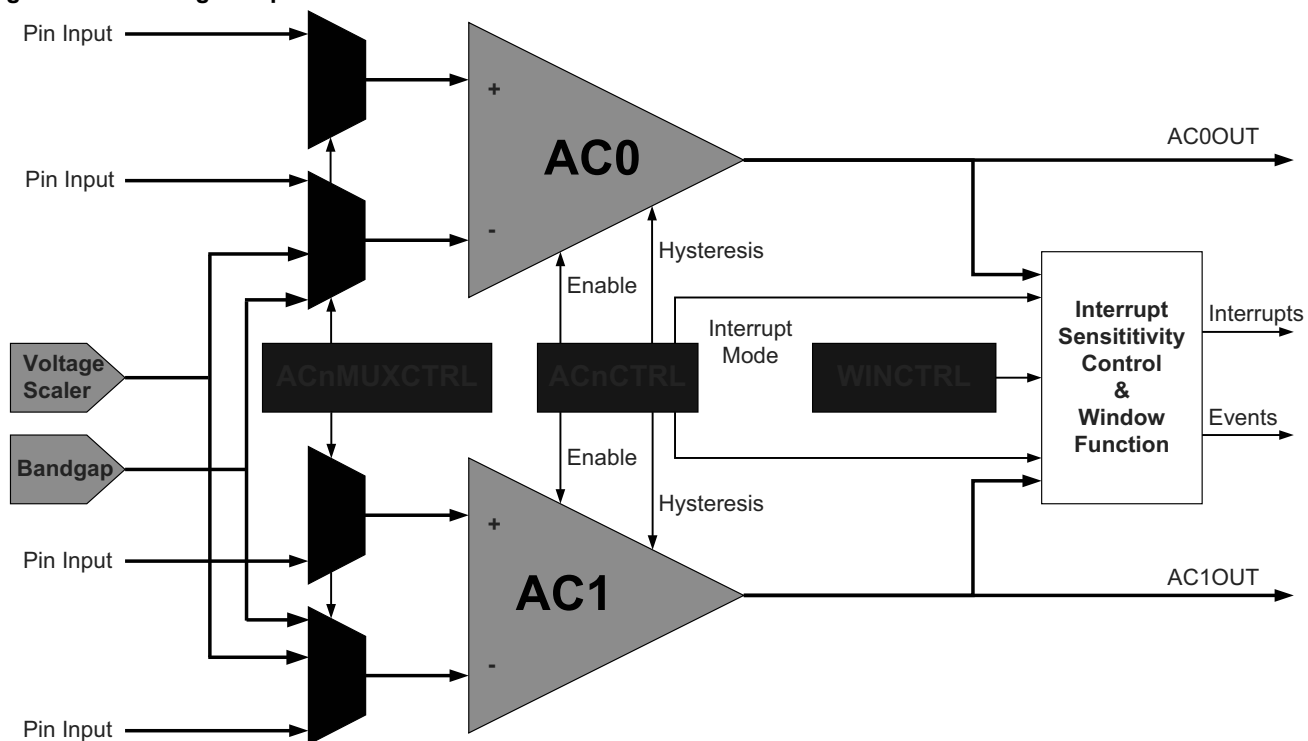 Pin Input
+
AC0
AC0OUT
Pin Input
-
Hysteresis
Enable
Interrupt
Mode
Interrupt
Sensititivity
Control
&
Window
Function
Interrupts
Voltage
Scaler
ACnMUXCTRL
ACnCTRL
WINCTRL
Events
Bandgap
Enable
Hysteresis
+
Pin Input
AC1
AC1OUT
-
Pin Input